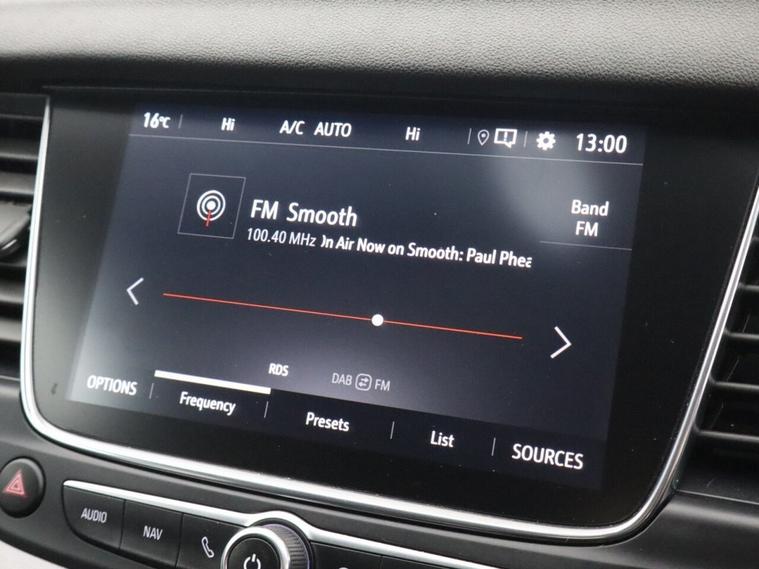 16°C Hi A/C AUTO Hi 13:00
FM Smooth
100.40 MHz On Air Now on Smooth: Paul
Band
FM
RDS
DAB FM
OPTIONS Frequency Presets List SOURCES
AUDIO NAV